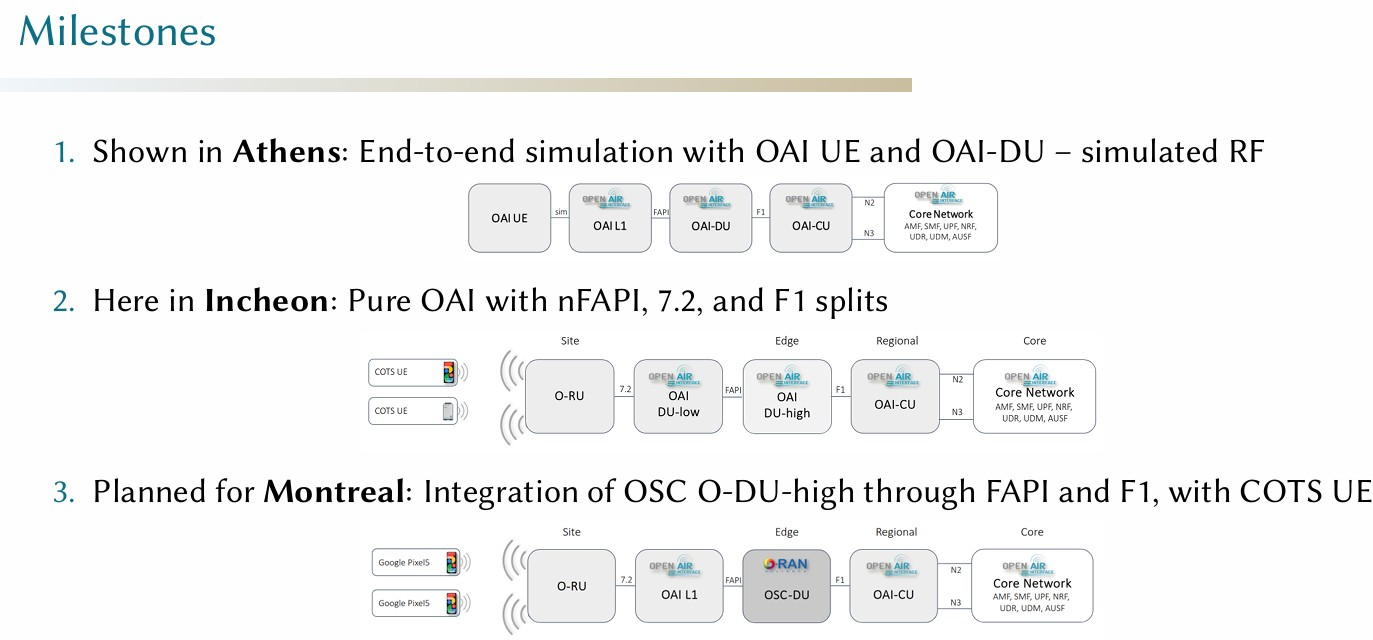 Milestones
1. Shown in Athens: End-to-end simulation with OAI UE and OAI-DU – simulated RF
OAI UE
sim
OPEN AIR INTERFACE
OAI L1
FAPI
OPEN AIR INTERFACE
OAI-DU
F1
OPEN AIR INTERFACE
OAI-CU
N2
N3
OPEN AIR INTERFACE
Core Network
AMF, SMF, UPF, NRF,
UDR, UDM, AUSF
2. Here in Incheon: Pure OAI with nFAPI, 7.2, and F1 splits
Site
Edge
Regional
Core
COTS UE
COTS UE
O-RU
7.2
OPEN AIR INTERFACE
OAI
DU-low
FAPI
OPEN AIR INTERFACE
OAI
DU-high
F1
OPEN AIR INTERFACE
OAI-CU
N2
N3
OPEN AIR INTERFACE
Core Network
AMF, SMF, UPF, NRF,
UDR, UDM, AUSF
3. Planned for Montreal: Integration of OSC O-DU-high through FAPI and F1, with COTS UE
Site
Edge
Regional
Core
Google Pixel5
Google Pixel5
O-RU
7.2
OPEN AIR INTERFACE
OAI L1
FAPI
O-RAN
OSC-DU
F1
OPEN AIR INTERFACE
OAI-CU
N2
N3
OPEN AIR INTERFACE
Core Network
AMF, SMF, UPF, NRF,
UDR, UDM, AUSF